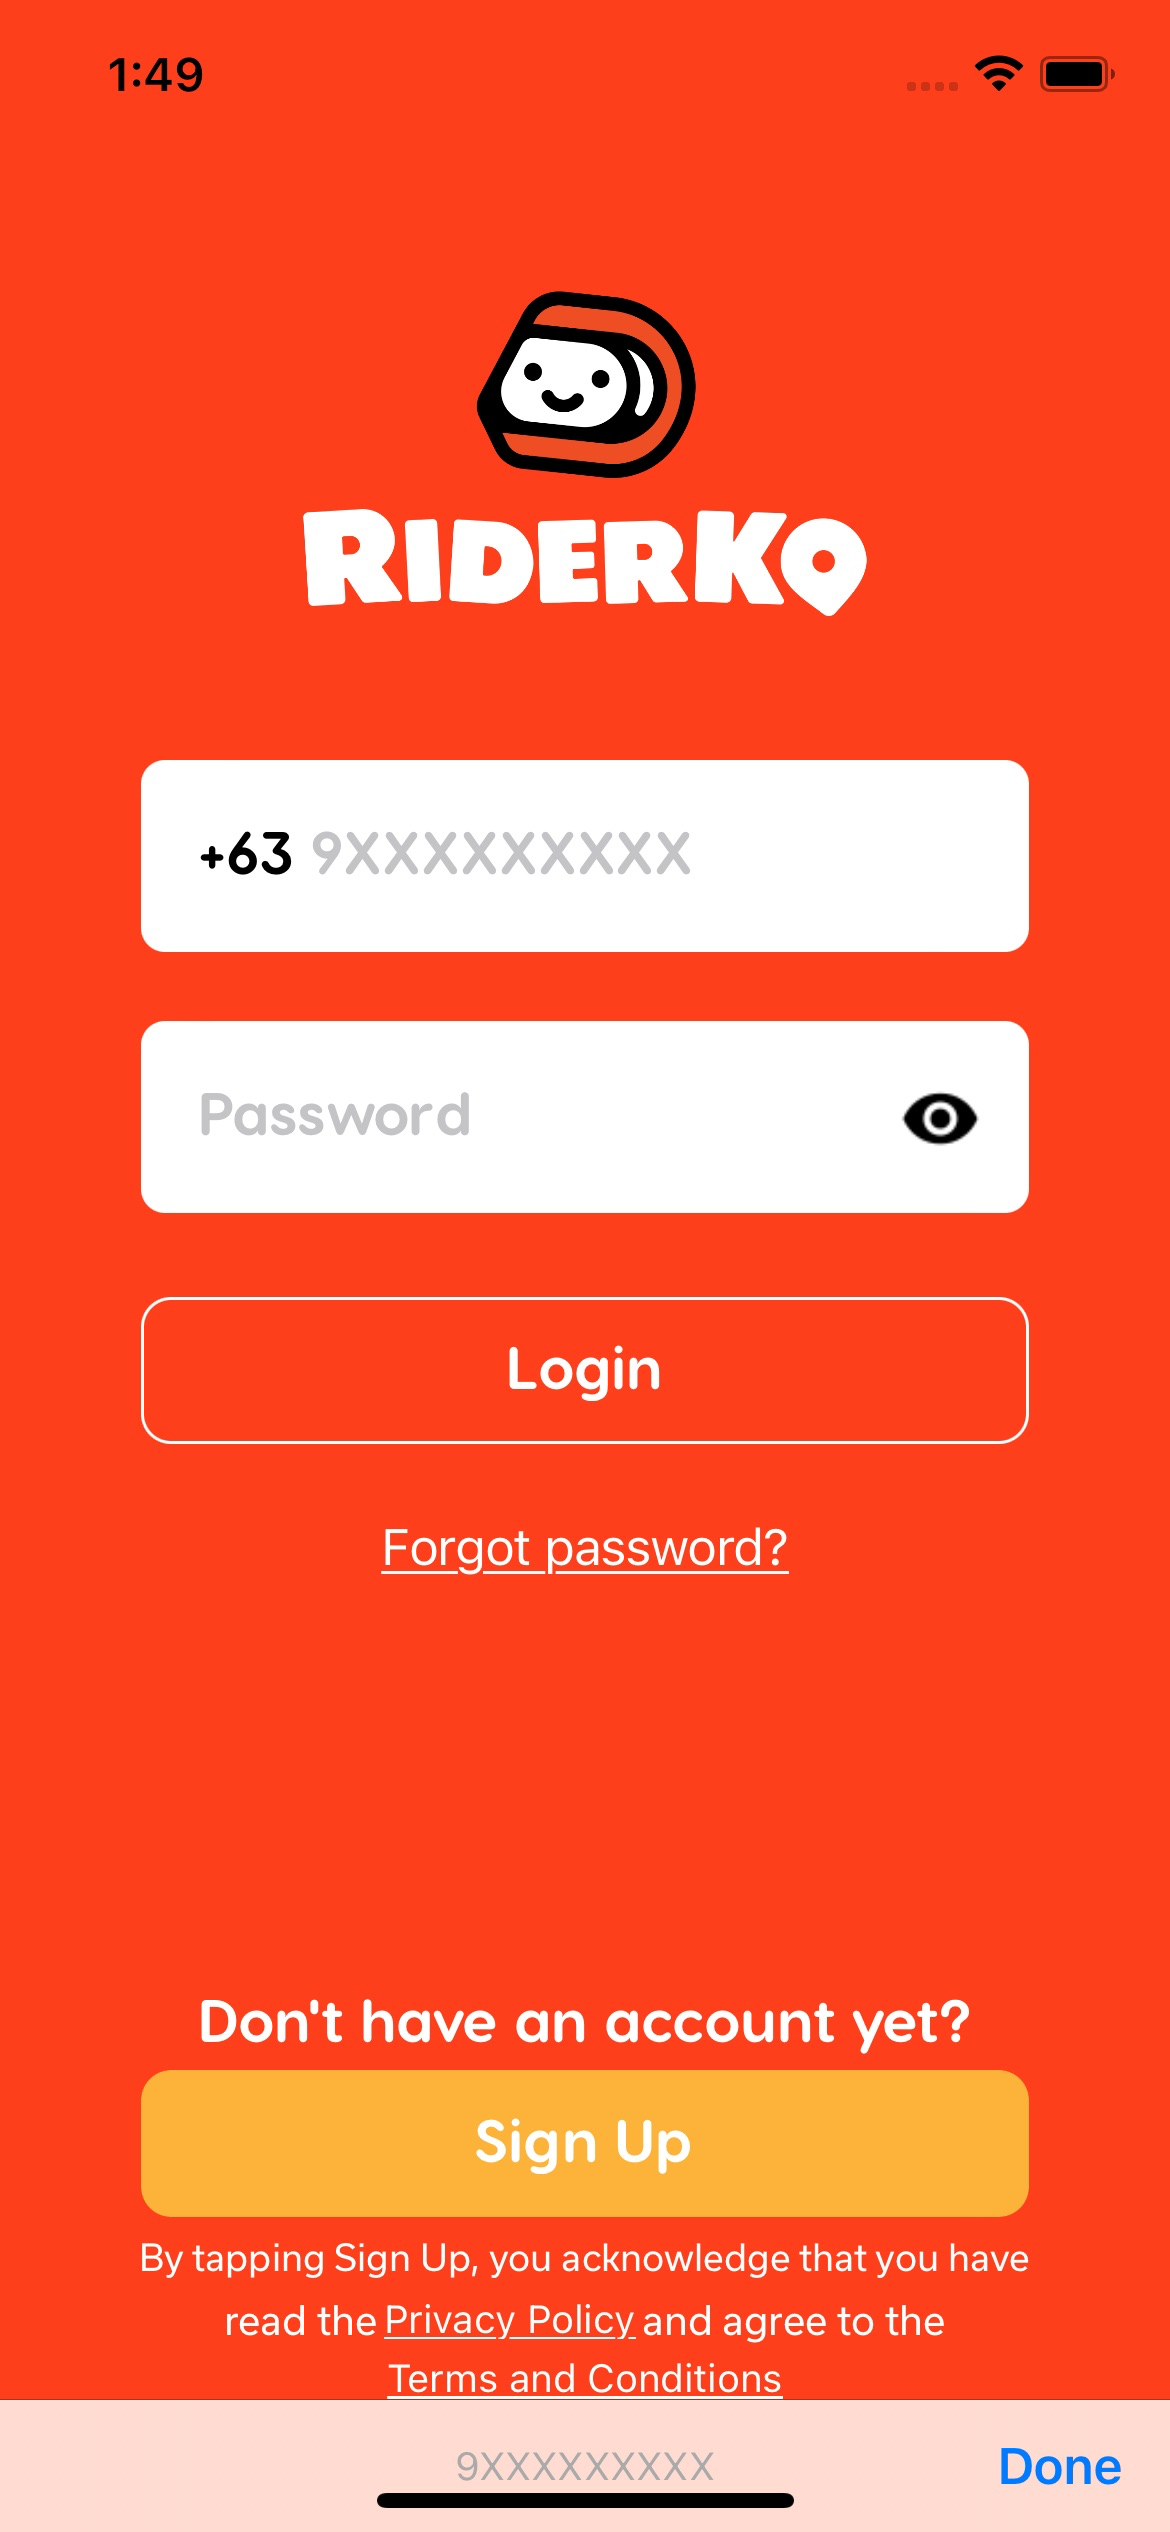 1:49
RIDERKO
+63 9XXXXXXXXX
Password
Login
Forgot password?
Don't have an account yet?
Sign Up
By tapping Sign Up, you acknowledge that you have
read the Privacy Policy and agree to the
Terms and Conditions
9XXXXXXXXX
Done